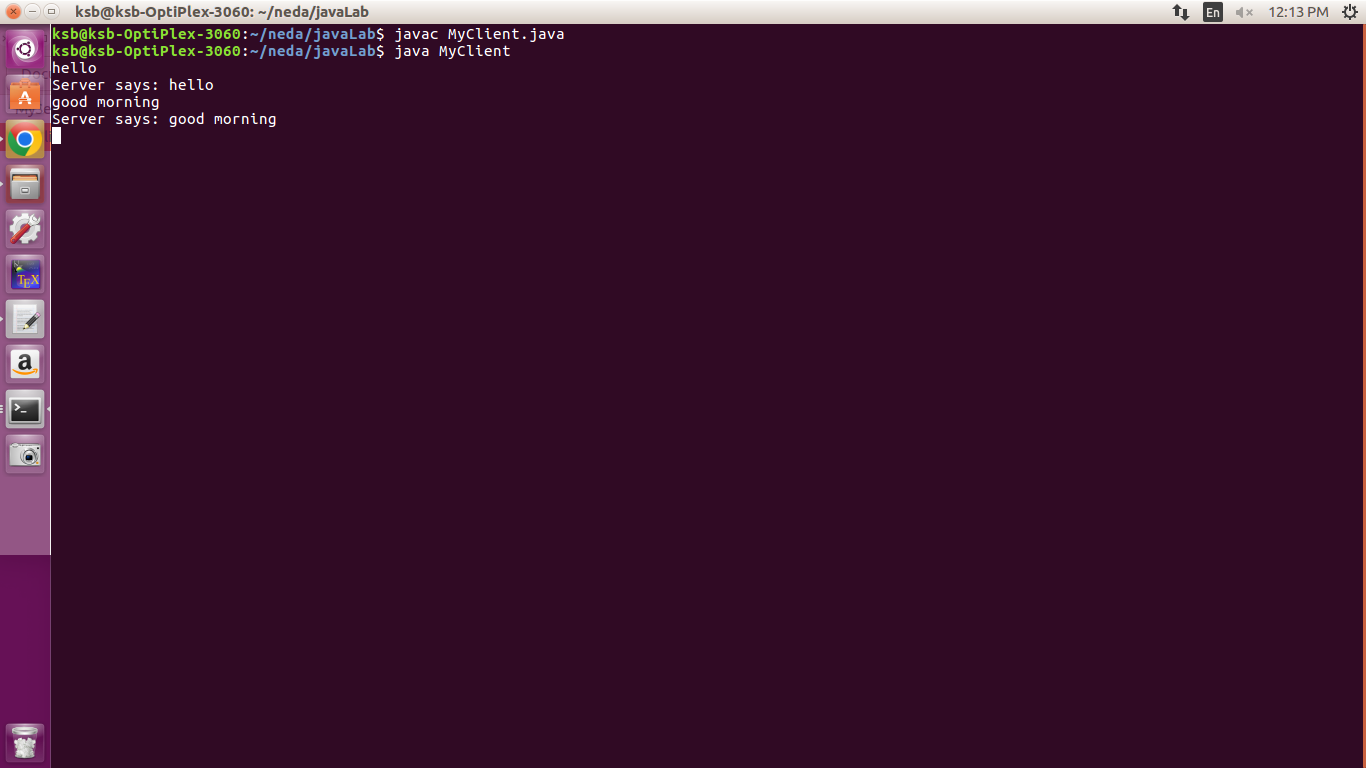 ksb@ksb-OptiPlex-3060: ~/neda/javaLab
En
12:13 PM
ksb@ksb-OptiPlex-3060:~/neda/javaLab$ javac MyClient.java
ksb@ksb-OptiPlex-3060:~/neda/javaLab$ java MyClient
hello
Server says: hello
good morning
Server says: good morning
A
TEX
a
>_